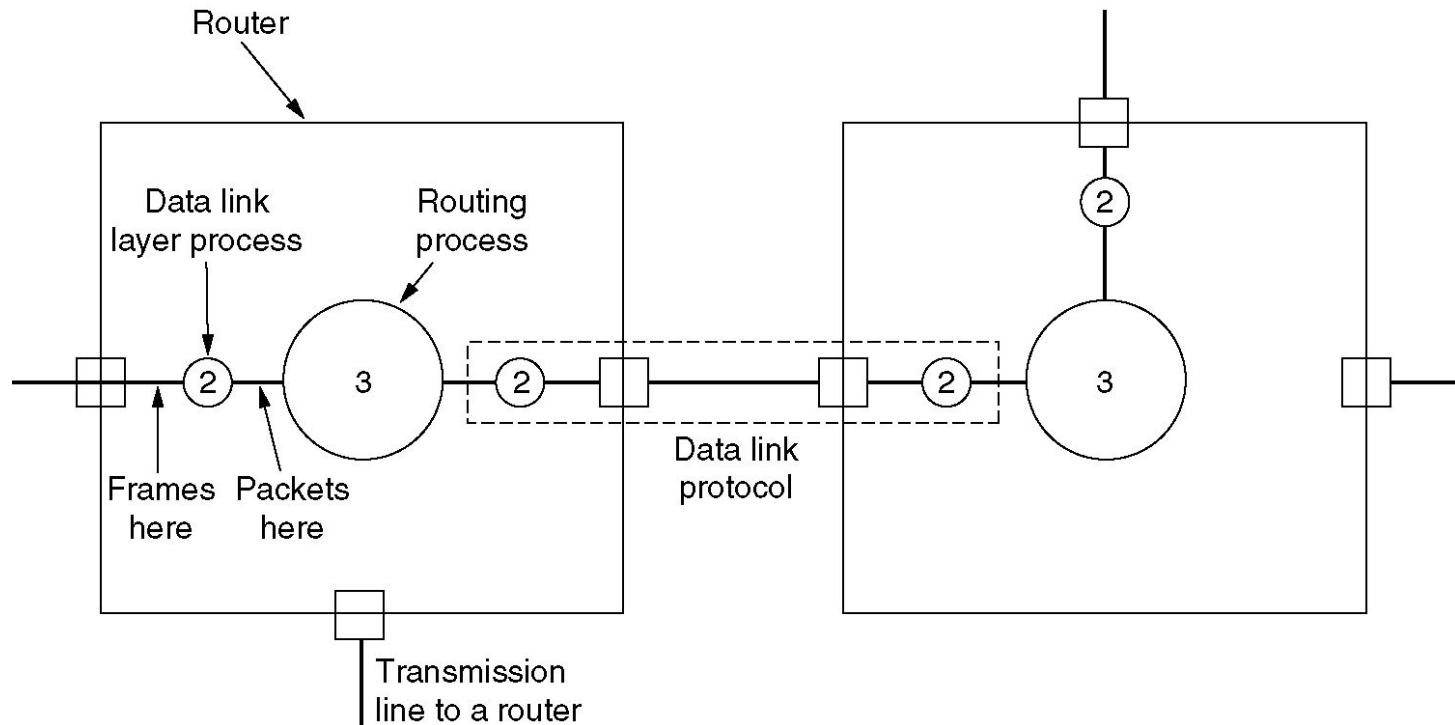 Router
2
Data link
layer process
Routing
process
2
3
2
2
3
Frames
here
Packets
here
Data link
protocol
Transmission
line to a router